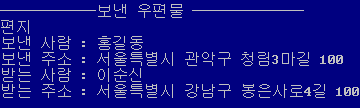 보낸 우편물
편지
보낸 사람 : 홍길동
보낸 주소 : 서울특별시 관악구 청림3마길 100
받는 사람 : 이순신
받는 주소 : 서울특별시 강남구 봉은사로4길 100